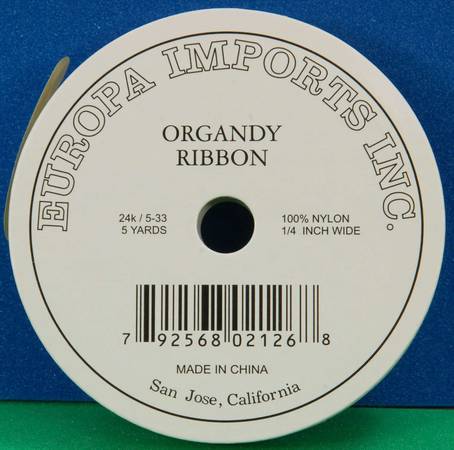 EUROPA IMPORTS INC.
ORGANDY
RIBBON
24k / 5-33
5 YARDS
100% NYLON
1/4 INCH WIDE
7 92568 02126 8
MADE IN CHINA
San Jose, California